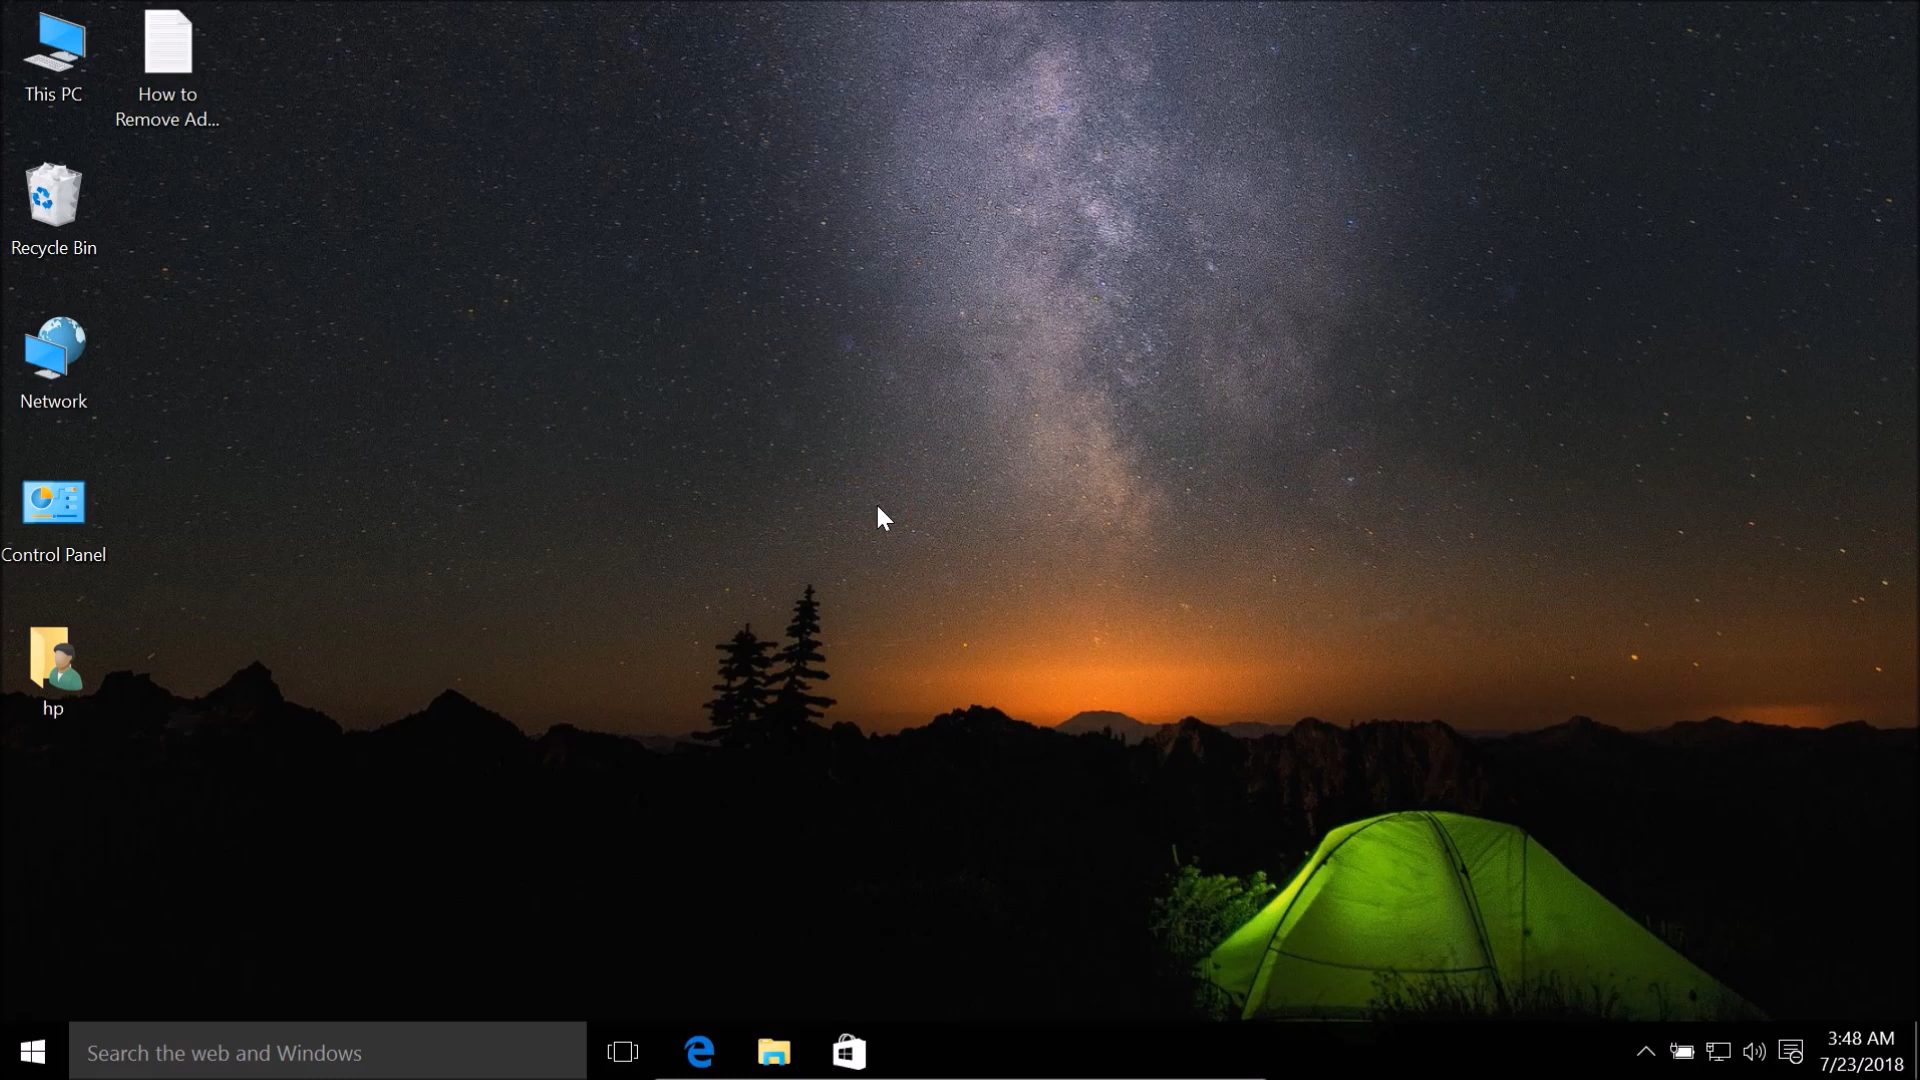 This PC
How to
Remove Ad...
Recycle Bin
Network
Control Panel
hp
Search the web and Windows
3:48 AM
7/23/2018